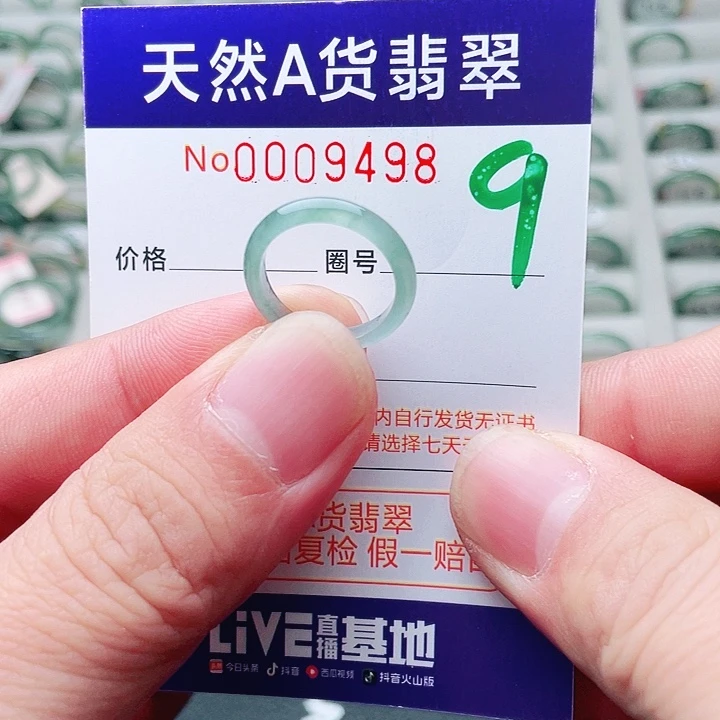 天然A货翡翠
No0009498
9
价格 圈号
内自行发货无证书
请选择七天
货翡翠
复检 假一赔
LiVE直播基地
今日头条 抖音 西瓜视频 抖音火山版